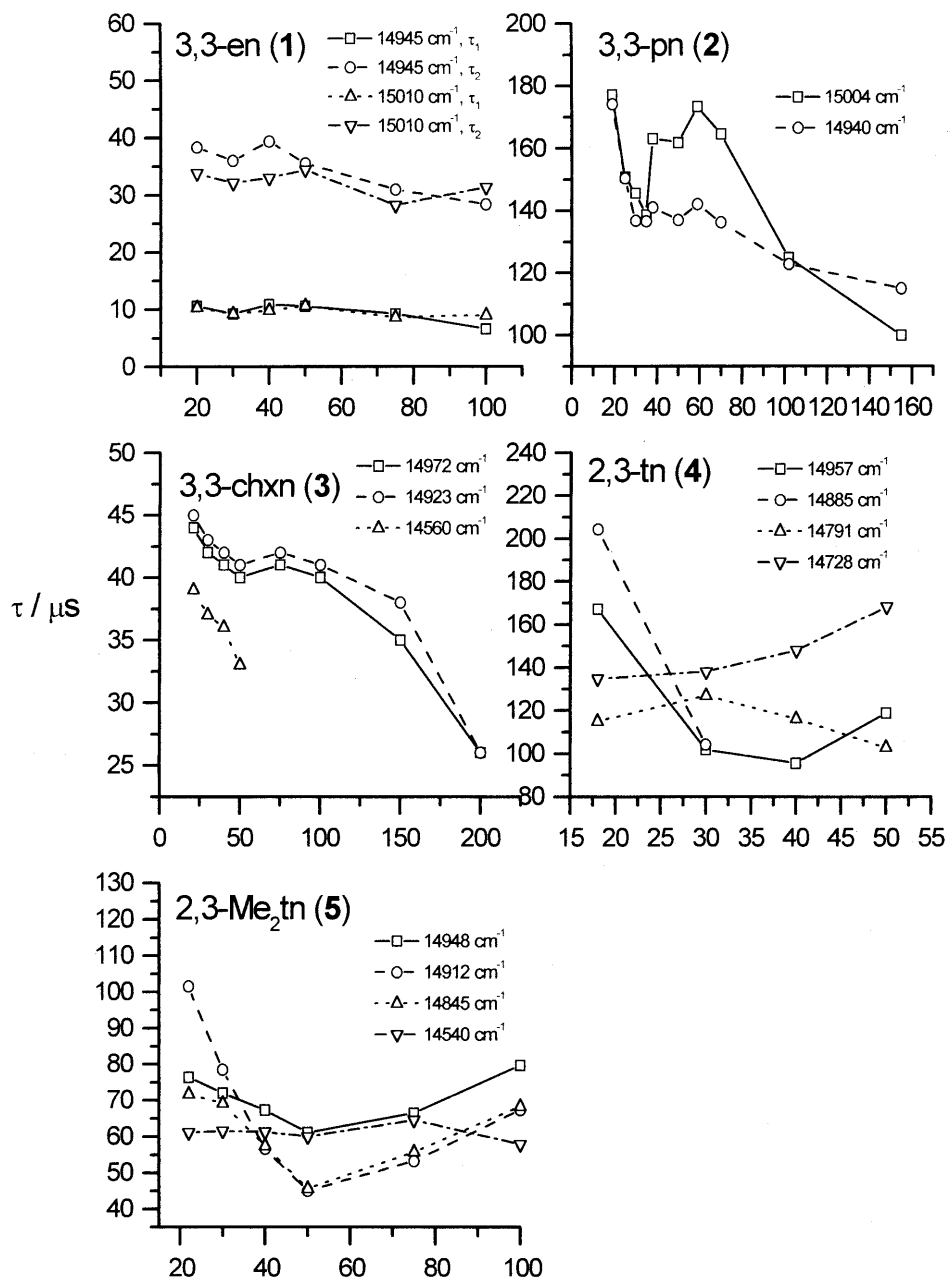 3,3-en (1)
14945 cm⁻¹, τ₁
14945 cm⁻¹, τ₂
15010 cm⁻¹, τ₁
15010 cm⁻¹, τ₂
60
50
40
30
20
10
0
20 40 60 80 100
3,3-pn (2)
15004 cm⁻¹
14940 cm⁻¹
200
180
160
140
120
100
0 20 40 60 80 100 120 140 160
3,3-chxn (3)
14972 cm⁻¹
14923 cm⁻¹
14560 cm⁻¹
50
45
40
35
30
25
0 50 100 150 200
τ / μs
2,3-tn (4)
14957 cm⁻¹
14885 cm⁻¹
14791 cm⁻¹
14728 cm⁻¹
240
220
200
180
160
140
120
100
80
15 20 25 30 35 40 45 50 55
2,3-Me₂tn (5)
14948 cm⁻¹
14912 cm⁻¹
14845 cm⁻¹
14540 cm⁻¹
130
120
110
100
90
80
70
60
50
40
20 40 60 80 100